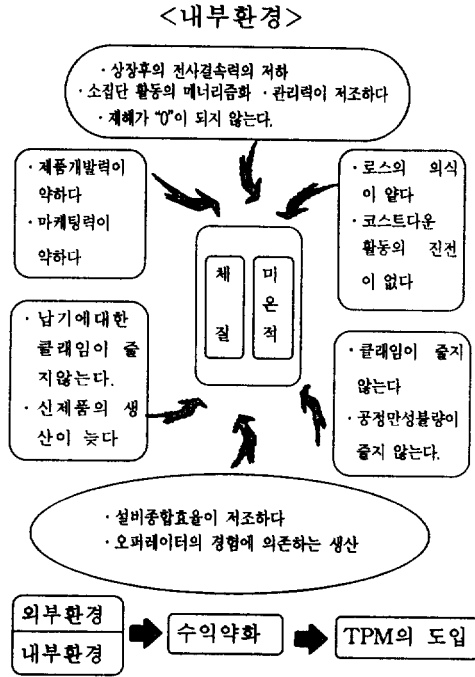 <내부환경>
· 상장후의 전사결속력의 저하
· 소집단 활동의 메너리즘화 · 관리력이 저조하다
· 재해가 "0"이 되지 않는다.
· 제품개발력이
약하다
· 마케팅력이
약하다
· 로스의 의식
이 얕다
· 코스트다운
활동의 진전
이 없다
체질
미온적
· 납기에대한
클래임이 줄
지않는다.
· 신제품의 생
산이 늦다
· 클래임이 줄지
않는다
· 공정만성불량이
줄지 않는다.
· 설비종합효율이 저조하다
· 오퍼레이터의 경험에 의존하는 생산
외부환경
내부환경
수익약화
TPM의 도입